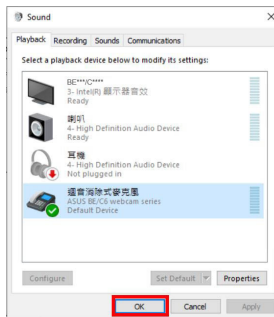 Sound
Playback Recording Sounds Communications
Select a playback device below to modify its settings:
BE***/C****
3- Intel(R) 顯示器音效
Ready
喇叭
4- High Definition Audio Device
Ready
耳機
4- High Definition Audio Device
Not plugged in
迴音消除式麥克風
ASUS BE/C6 webcam series
Default Device
Configure Set Default Properties
OK Cancel Apply